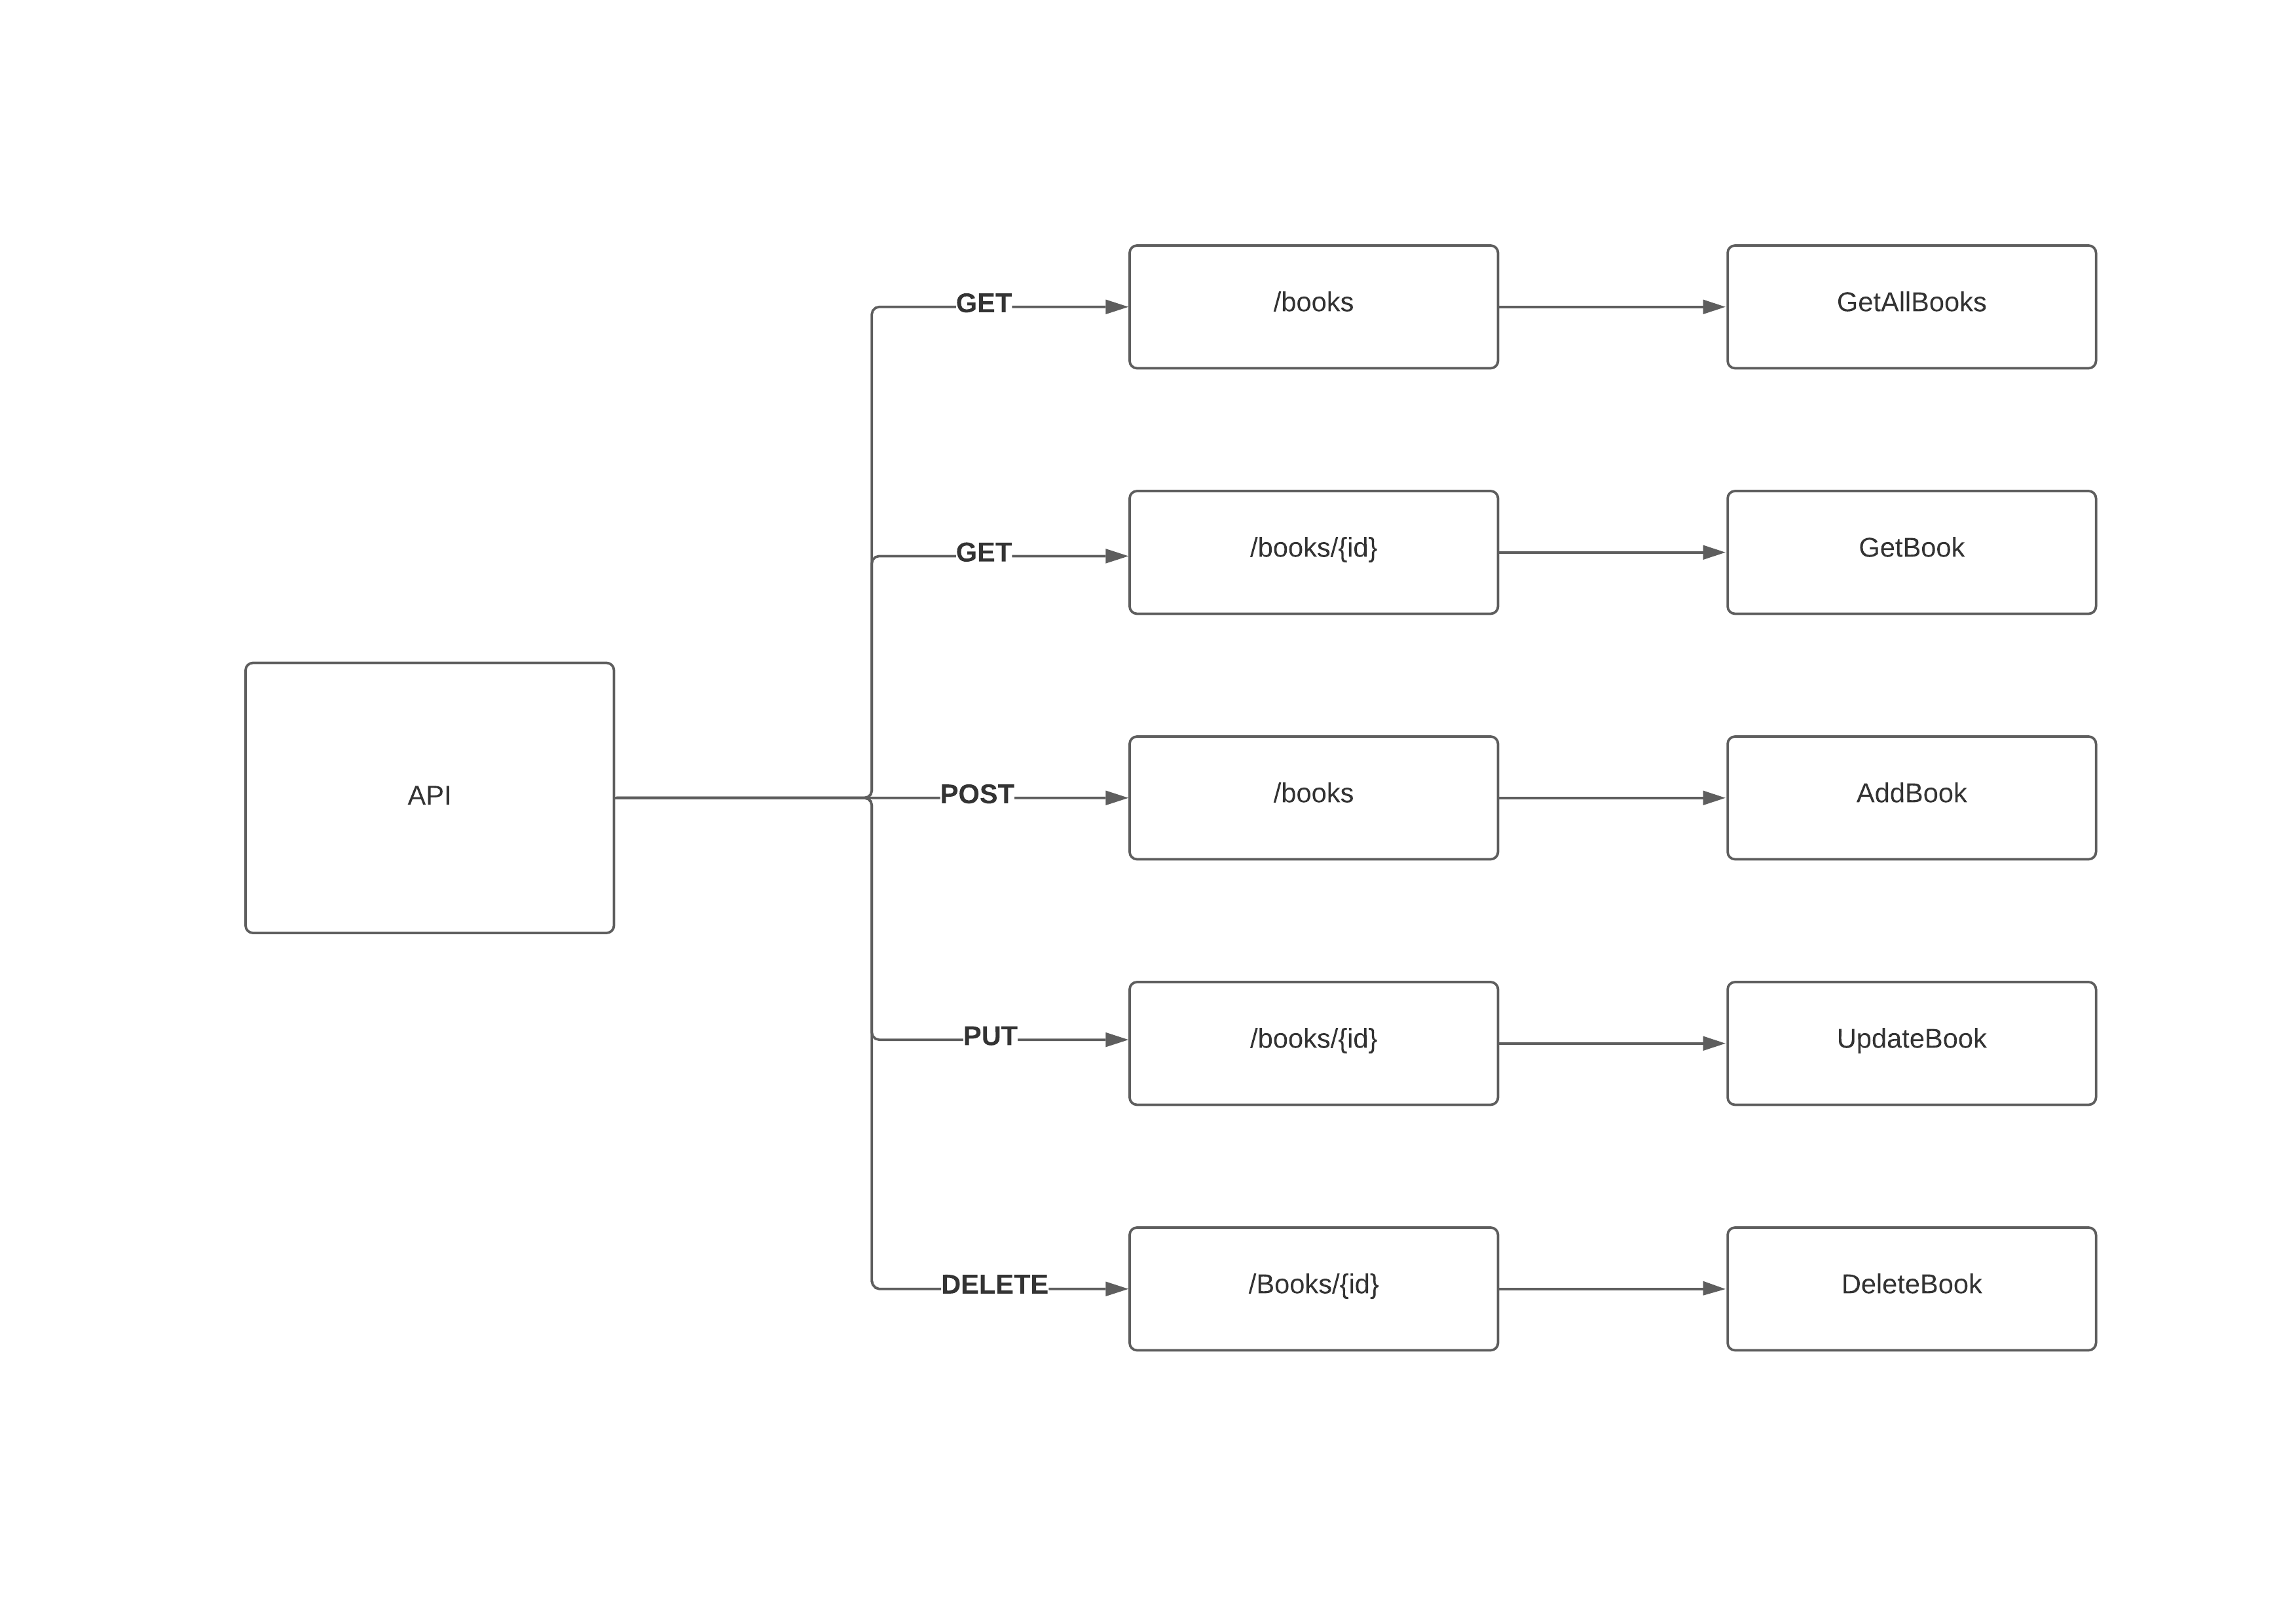 GET
/books
GetAllBooks
GET
/books/{id}
GetBook
API
POST
/books
AddBook
PUT
/books/{id}
UpdateBook
DELETE
/Books/{id}
DeleteBook